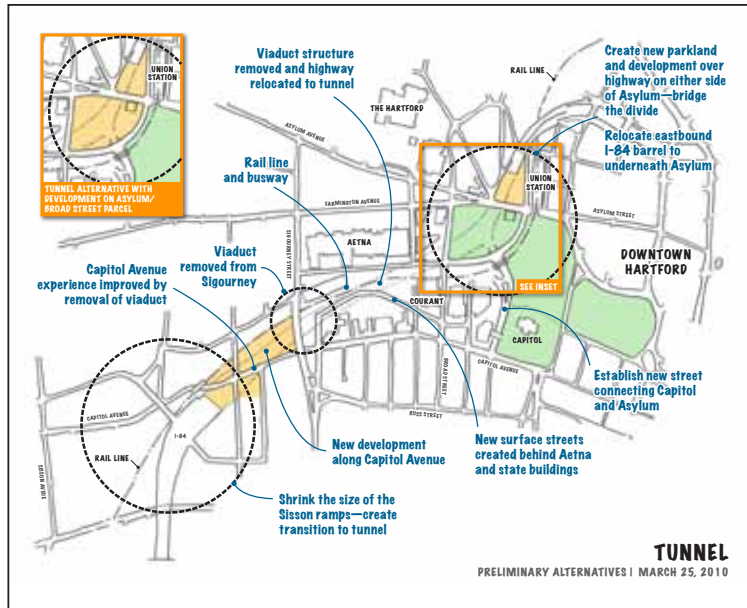 UNION
STATION
TUNNEL ALTERNATIVE WITH
DEVELOPMENT ON ASYLUM/
BROAD STREET PARCEL
Viaduct structure
removed and highway
relocated to tunnel
Create new parkland
and development over
highway on either side
of Asylum—bridge
the divide
Relocate eastbound
I-84 barrel to
underneath Asylum
RAIL LINE
THE HARTFORD
ASYLUM AVENUE
Rail line
and busway
UNION
STATION
FARMINGTON AVENUE
ASYLUM STREET
SIGOURNEY STREET
AETNA
DOWNTOWN
HARTFORD
Viaduct
removed from
Sigourney
Capitol Avenue
experience improved by
removal of viaduct
SEE INSET
COURANT
CAPITOL
BROAD STREET
CAPITOL AVENUE
Establish new street
connecting Capitol
and Asylum
RUSS STREET
CAPITOL AVENUE
I-84
New development
along Capitol Avenue
New surface streets
created behind Aetna
and state buildings
RAIL LINE
SISSON AVENUE
Shrink the size of the
Sisson ramps—create
transition to tunnel
TUNNEL
PRELIMINARY ALTERNATIVES | MARCH 25, 2010